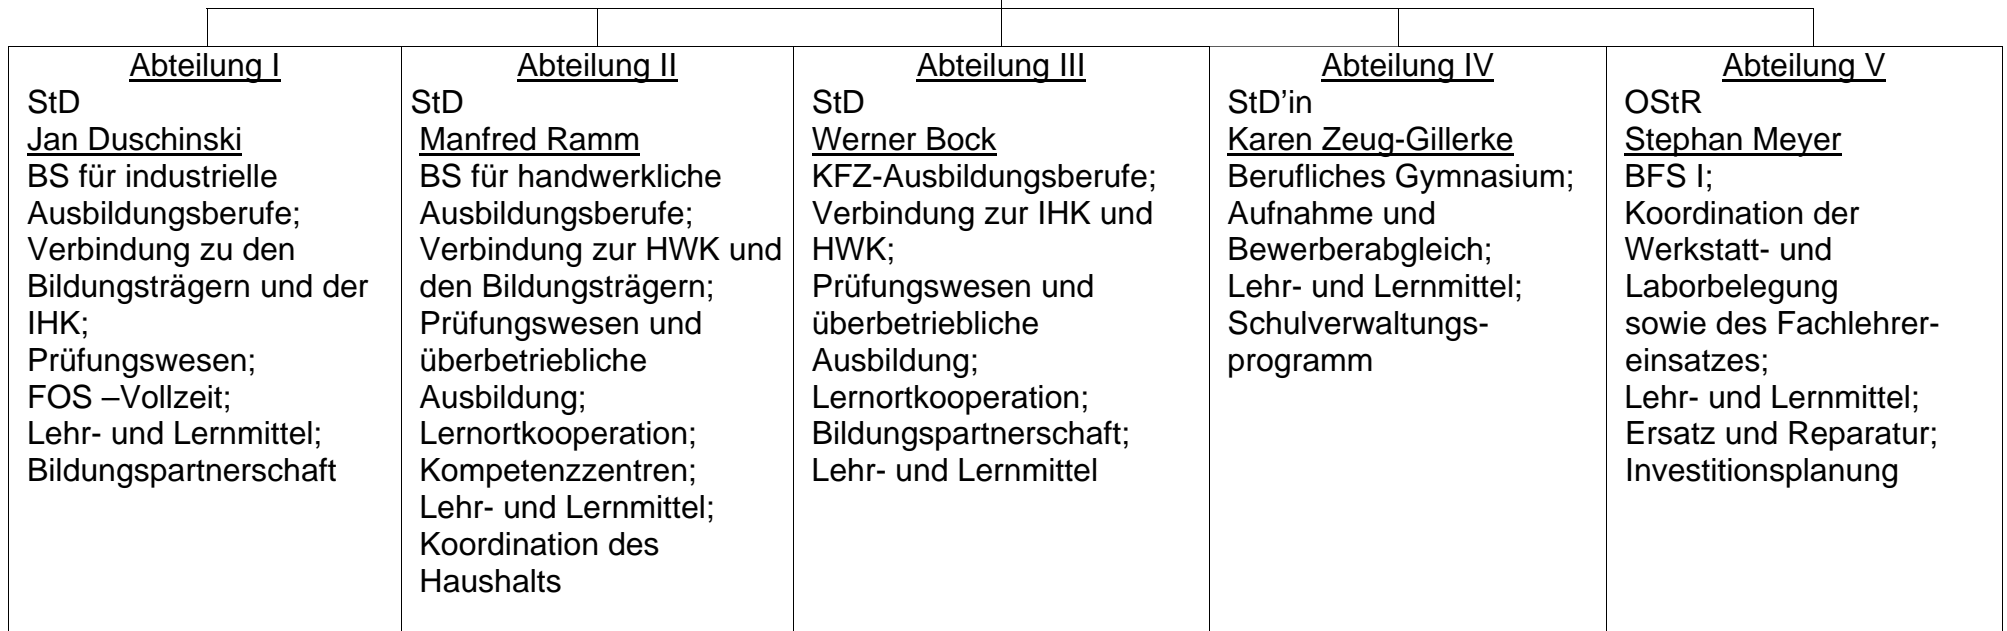 Abteilung I
StD
Jan Duschinski
BS für industrielle
Ausbildungsberufe;
Verbindung zu den
Bildungsträgern und der
IHK;
Prüfungswesen;
FOS –Vollzeit;
Lehr- und Lernmittel;
Bildungspartnerschaft
Abteilung II
StD
Manfred Ramm
BS für handwerkliche
Ausbildungsberufe;
Verbindung zur HWK und
den Bildungsträgern;
Prüfungswesen und
überbetriebliche
Ausbildung;
Lernortkooperation;
Kompetenzzentren;
Lehr- und Lernmittel;
Koordination des
Haushalts
Abteilung III
StD
Werner Bock
KFZ-Ausbildungsberufe;
Verbindung zur IHK und
HWK;
Prüfungswesen und
überbetriebliche
Ausbildung;
Lernortkooperation;
Bildungspartnerschaft;
Lehr- und Lernmittel
Abteilung IV
StD’in
Karen Zeug-Gillerke
Berufliches Gymnasium;
Aufnahme und
Bewerberabgleich;
Lehr- und Lernmittel;
Schulverwaltungs-
programm
Abteilung V
OStR
Stephan Meyer
BFS I;
Koordination der
Werkstatt- und
Laborbelegung
sowie des Fachlehrer-
einsatzes;
Lehr- und Lernmittel;
Ersatz und Reparatur;
Investitionsplanung